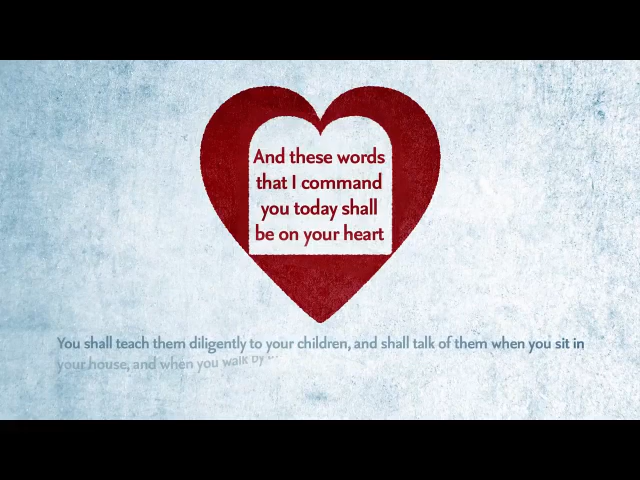 And these words
that I command
you today shall
be on your heart
You shall teach them diligently to your children, and shall talk of them when you sit in
your house, and when you walk by